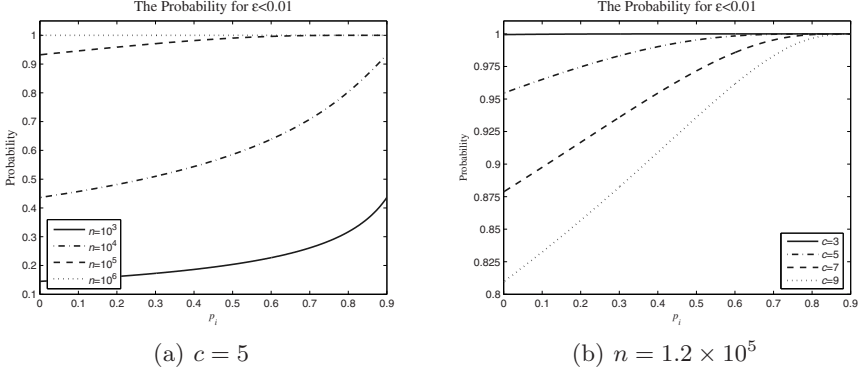 The Probability for ε<0.01
1
0.9
0.8
0.7
0.6
0.5
0.4
0.3
0.2
0.1
Probability
n=10³
n=10⁴
n=10⁵
n=10⁶
0 0.1 0.2 0.3 0.4 0.5 0.6 0.7 0.8 0.9
p_i
(a) c = 5
The Probability for ε<0.01
1
0.975
0.95
0.925
0.9
0.875
0.85
0.825
0.8
Probability
c=3
c=5
c=7
c=9
0 0.1 0.2 0.3 0.4 0.5 0.6 0.7 0.8 0.9
p_i
(b) n = 1.2 × 10⁵